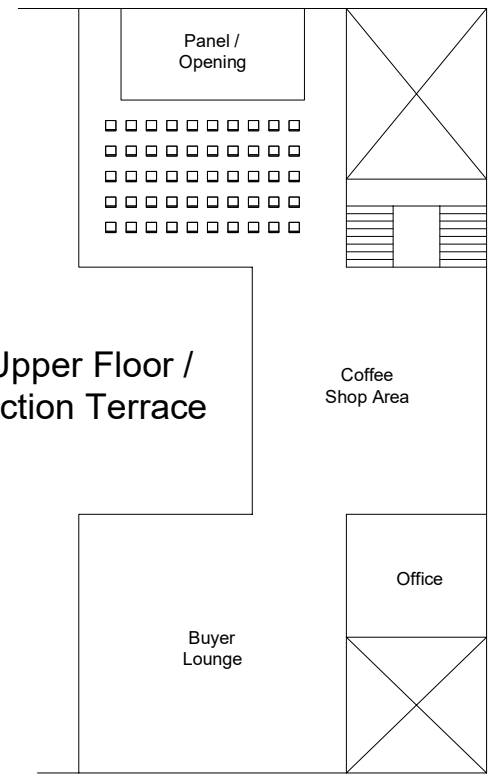 Panel /
Opening
Upper Floor /
ction Terrace
Coffee
Shop Area
Office
Buyer
Lounge